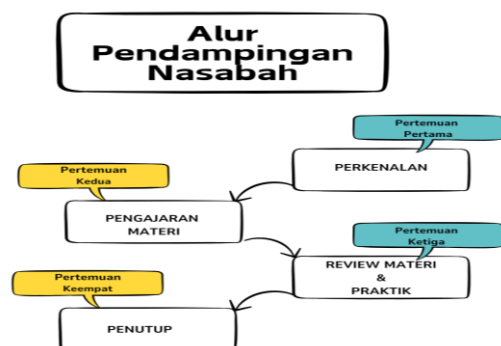 Alur
Pendampingan
Nasabah
Pertemuan
Pertama
PERKENALAN
Pertemuan
Kedua
PENGAJARAN
MATERI
Pertemuan
Ketiga
REVIEW MATERI
&
PRAKTIK
Pertemuan
Keempat
PENUTUP